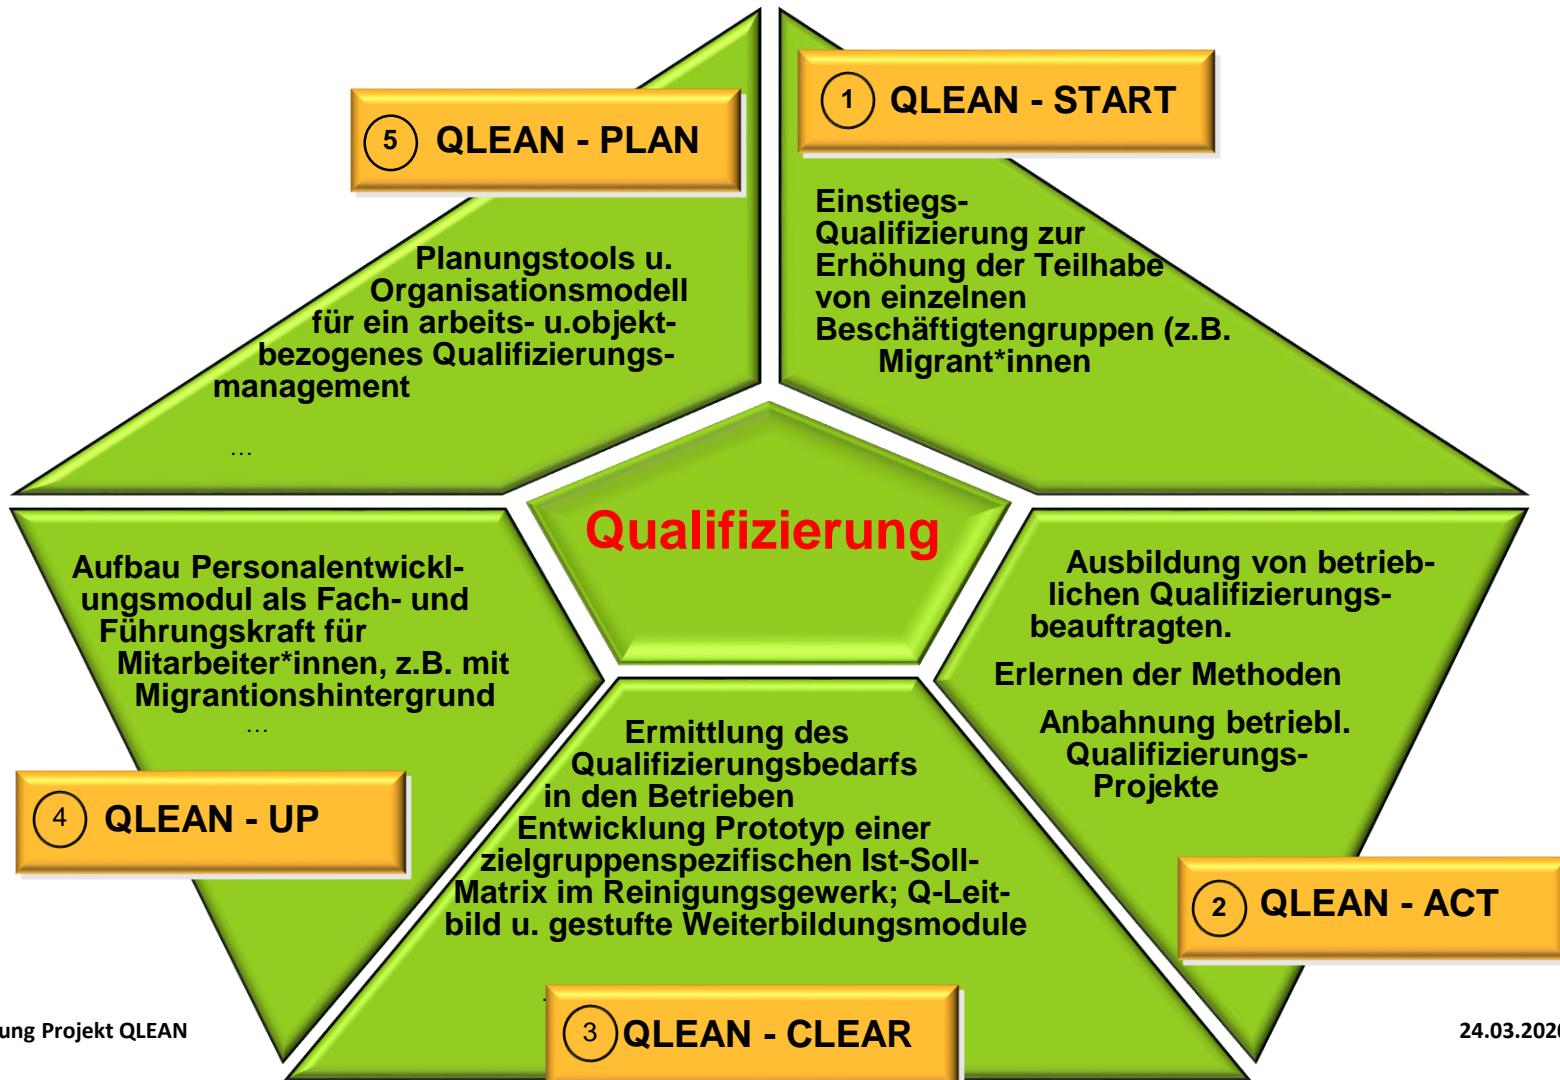 1 QLEAN - START
Einstiegs-
Qualifizierung zur
Erhöhung der Teilhabe
von einzelnen
Beschäftigtengruppen (z.B.
Migrant*innen
2 QLEAN - ACT
Ausbildung von betrieb-
lichen Qualifizierungs-
beauftragten.
Erlernen der Methoden
Anbahnung betriebl.
Qualifizierungs-
Projekte
3 QLEAN - CLEAR
Ermittlung des
Qualifizierungsbedarfs
in den Betrieben
Entwicklung Prototyp einer
zielgruppenspezifischen Ist-Soll-
Matrix im Reinigungsgewerk; Q-Leit-
bild u. gestufte Weiterbildungsmodule
4 QLEAN - UP
Aufbau Personalentwickl-
ungsmodul als Fach- und
Führungskraft für
Mitarbeiter*innen, z.B. mit
Migrantionshintergrund
...
5 QLEAN - PLAN
Planungstools u.
Organisationsmodell
für ein arbeits- u.objekt-
bezogenes Qualifizierungs-
management
...
Qualifizierung
ung Projekt QLEAN
24.03.2020